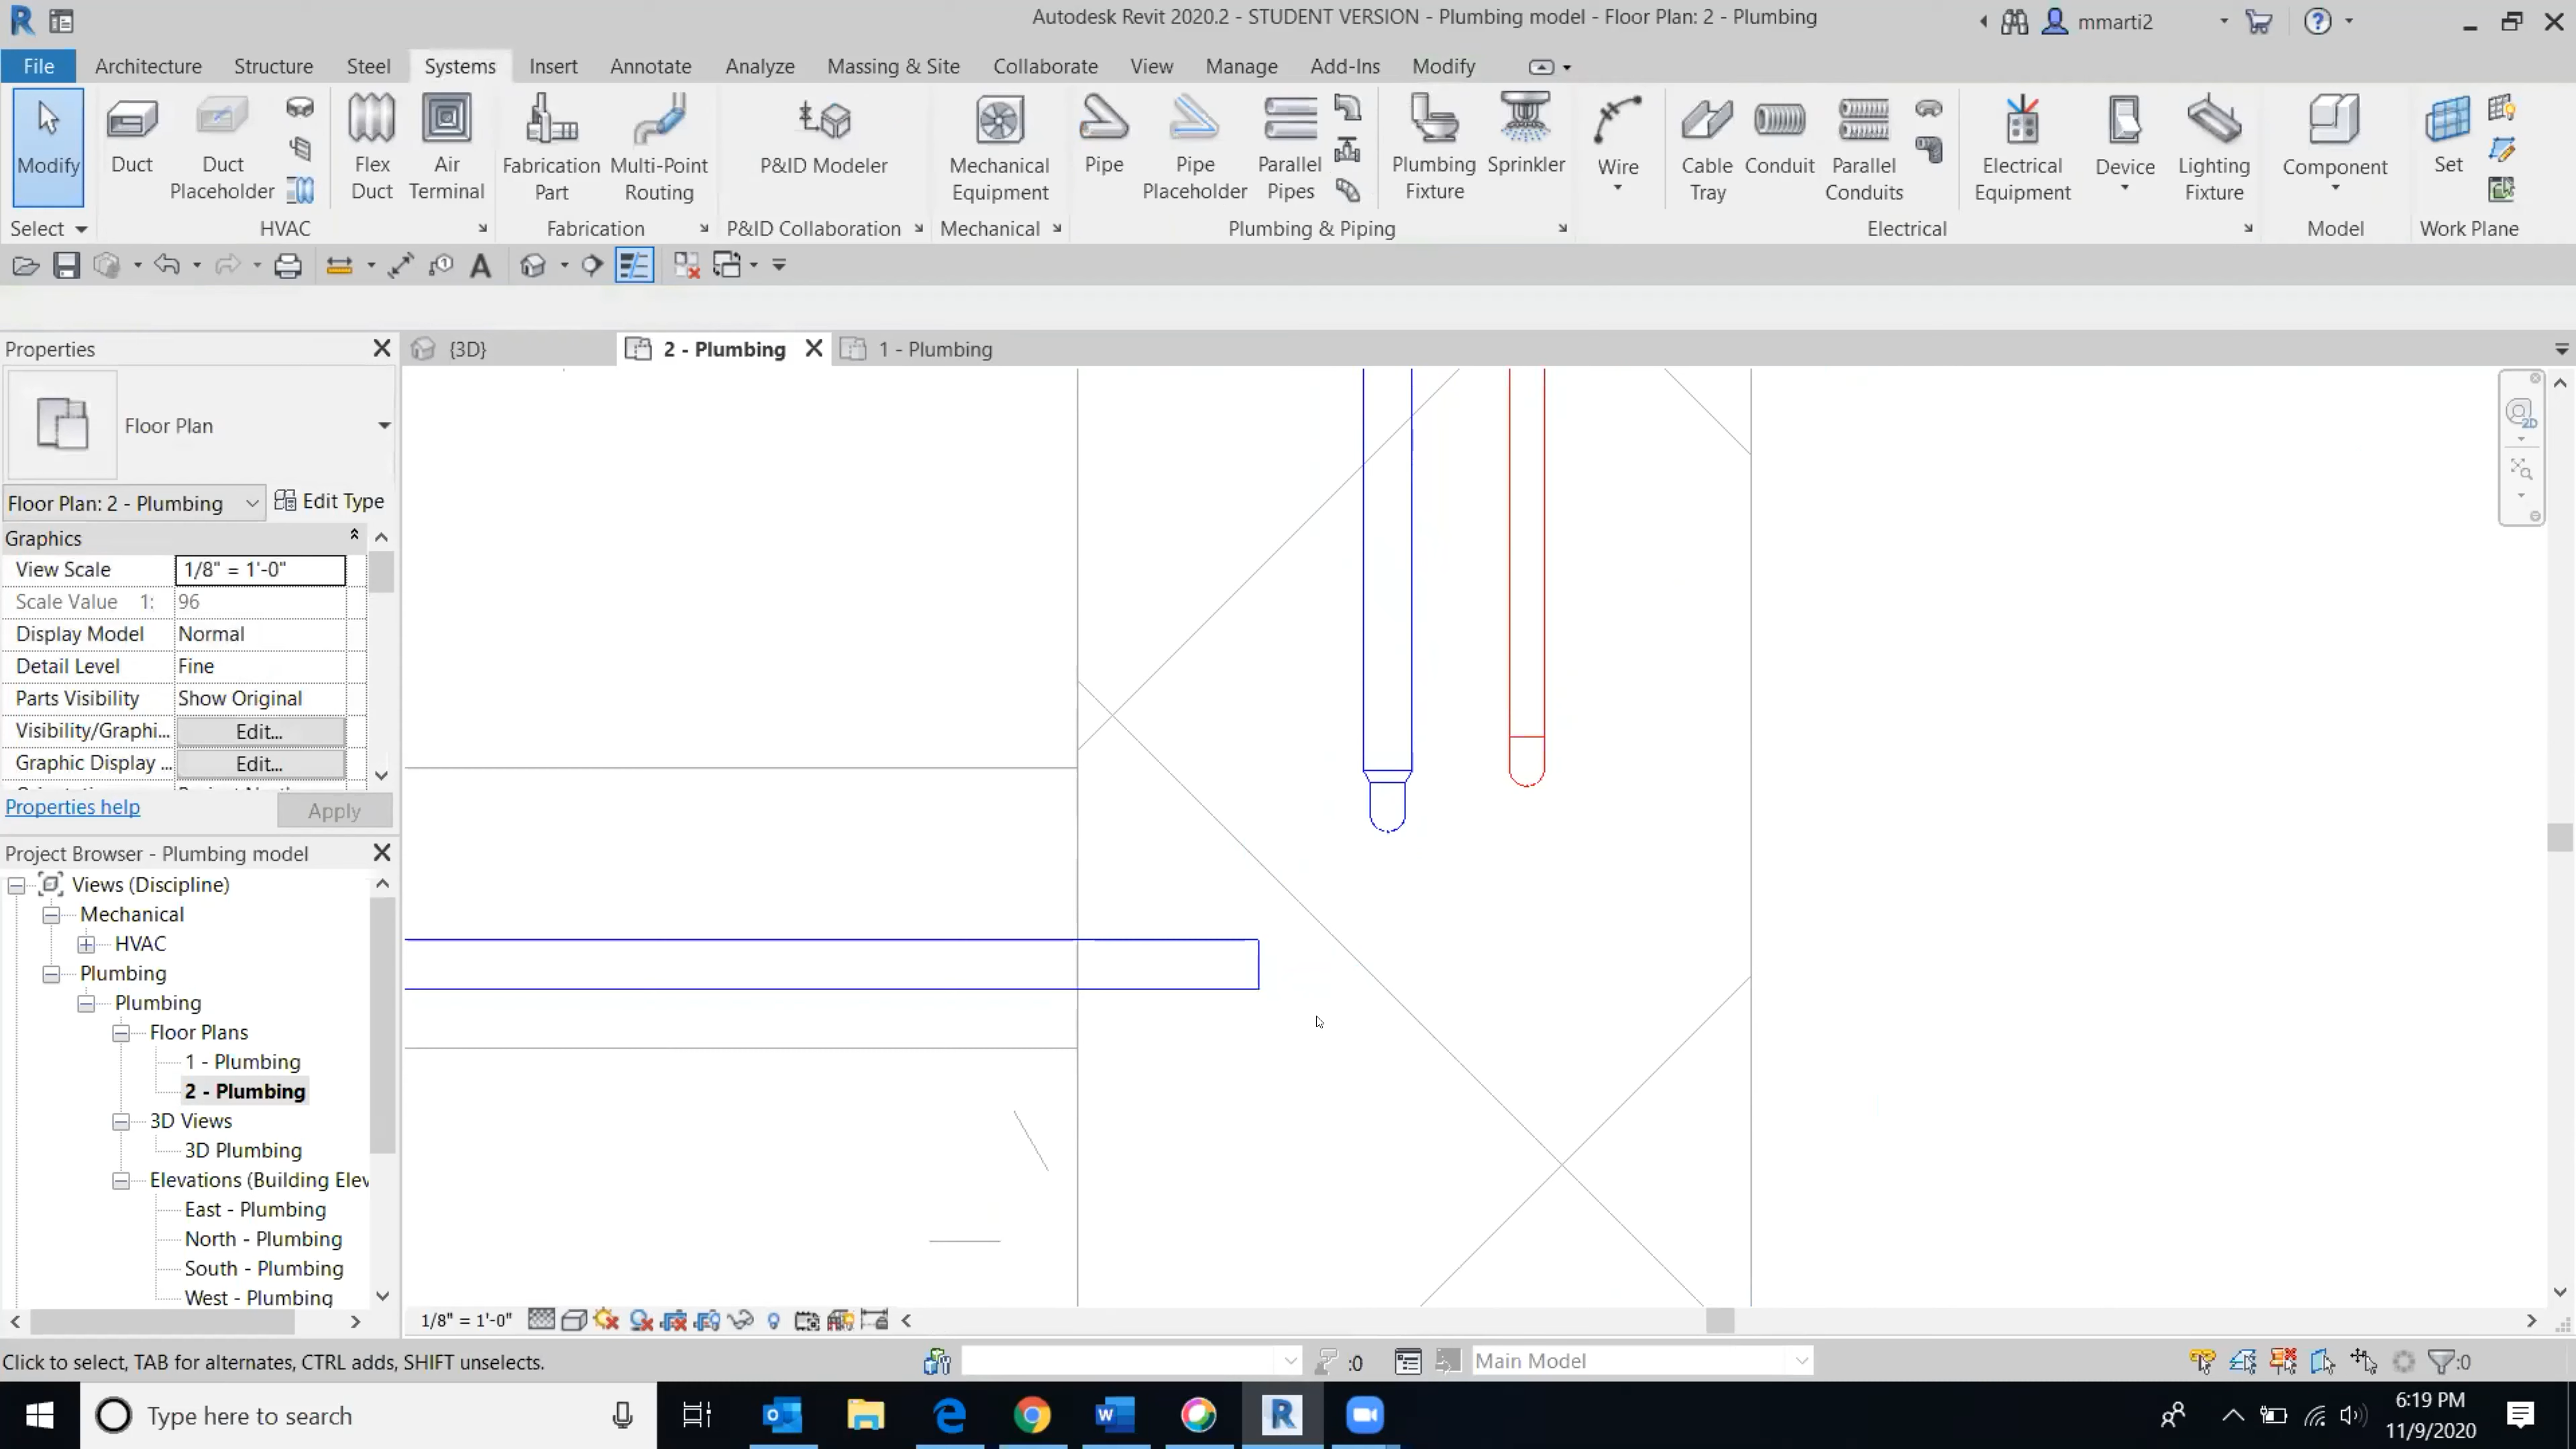 Autodesk Revit 2020.2 - STUDENT VERSION - Plumbing model - Floor Plan: 2 - Plumbing
mmarti2
File Architecture Structure Steel Systems Insert Annotate Analyze Massing & Site Collaborate View Manage Add-Ins Modify
Modify
Duct
Duct Placeholder
Flex Duct
Air Terminal
Fabrication Part
Multi-Point Routing
P&ID Modeler
Mechanical Equipment
Pipe
Pipe Placeholder
Parallel Pipes
Plumbing Fixture
Sprinkler
Wire
Cable Tray
Conduit
Parallel Conduits
Electrical Equipment
Device
Lighting Fixture
Component
Set
Select HVAC Fabrication P&ID Collaboration Mechanical Plumbing & Piping Electrical Model Work Plane
Properties
{3D} 2 - Plumbing 1 - Plumbing
Floor Plan
2D
Floor Plan: 2 - Plumbing Edit Type
Graphics
View Scale 1/8" = 1'-0"
Scale Value 1: 96
Display Model Normal
Detail Level Fine
Parts Visibility Show Original
Visibility/Graphi... Edit...
Graphic Display ... Edit...
Properties help Apply
Project Browser - Plumbing model
Views (Discipline)
Mechanical
HVAC
Plumbing
Plumbing
Floor Plans
1 - Plumbing
2 - Plumbing
3D Views
3D Plumbing
Elevations (Building Elev
East - Plumbing
North - Plumbing
South - Plumbing
West - Plumbing
1/8" = 1'-0"
Click to select, TAB for alternates, CTRL adds, SHIFT unselects.
:0
Main Model
:0
Type here to search
6:19 PM
11/9/2020